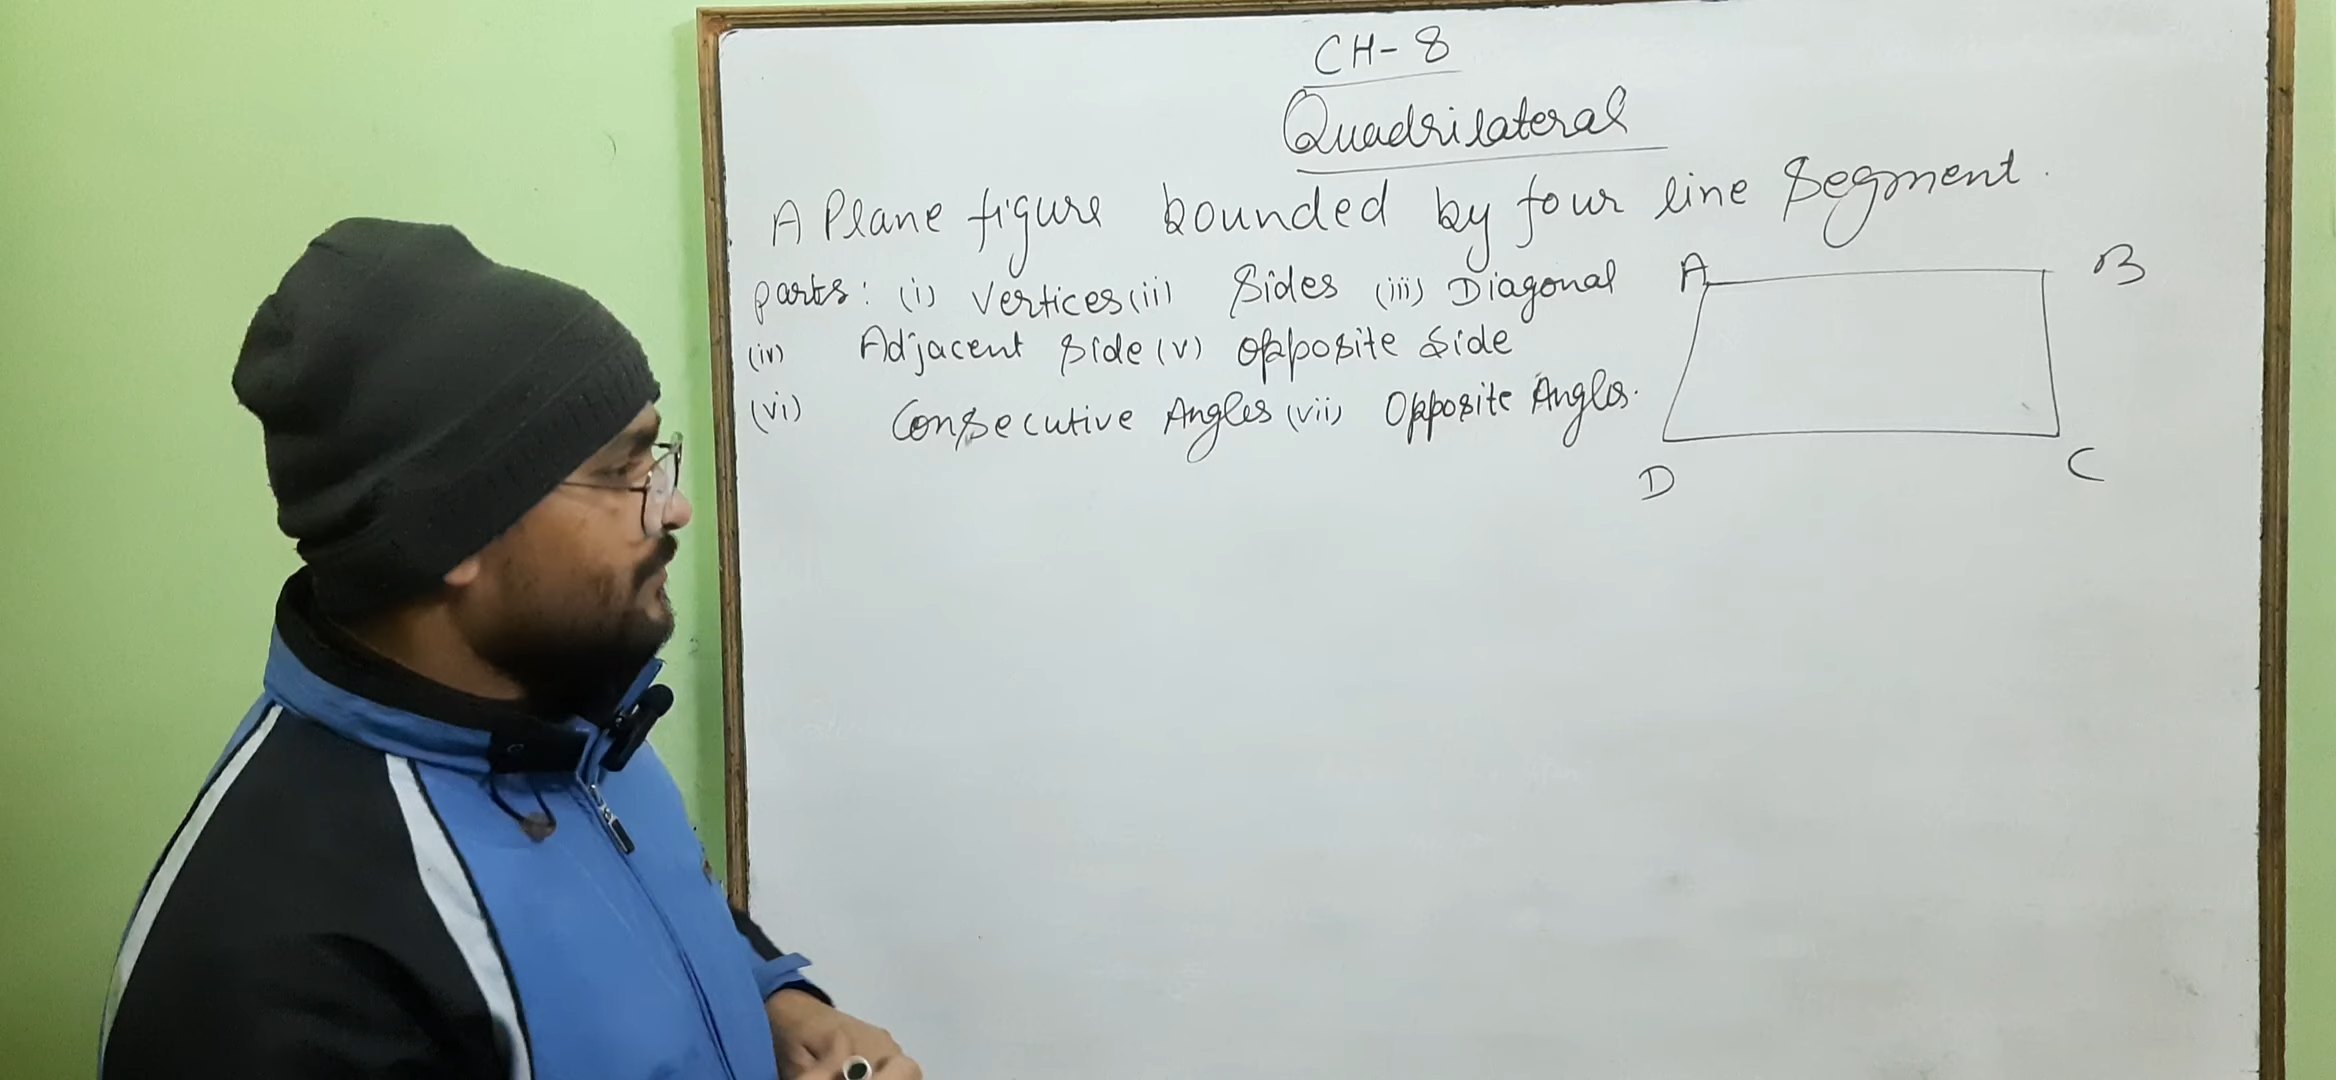 CH-8
Quadrilateral
A Plane figure bounded by four line Segment.
parts: (i) Vertices (ii) Sides (iii) Diagonal
(iv) Adjacent Side (v) Opposite Side
(vi) Consecutive Angles (vii) Opposite Angles.
A B
D C